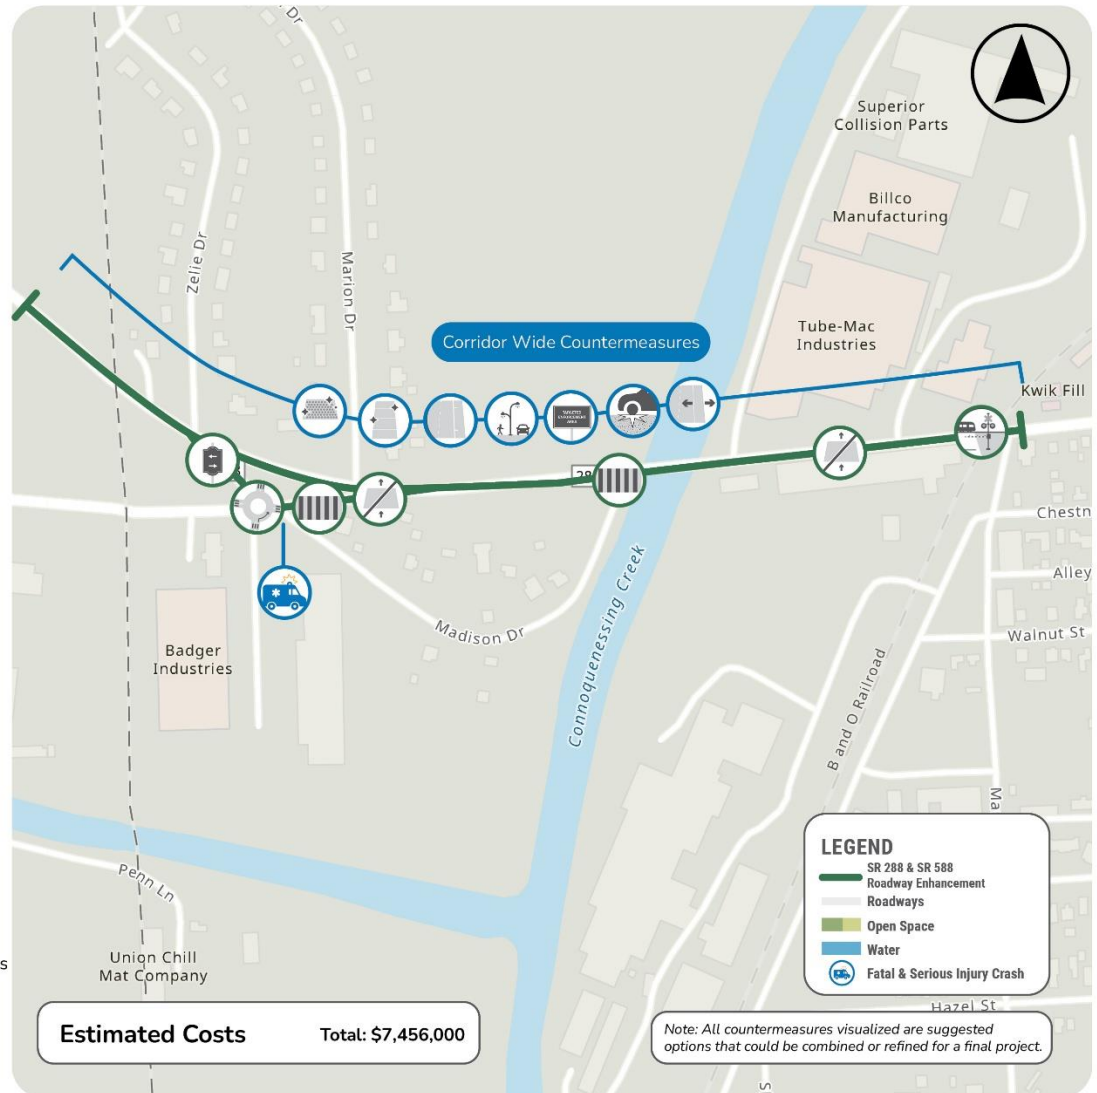 Dr
Superior
Collision Parts
Billco
Manufacturing
Zelie Dr
Marion Dr
Corridor Wide Countermeasures
Tube-Mac
Industries
Kwik Fill
28
Chestn
Alley
Walnut St
Madison Dr
Connoquenessing Creek
Badger
Industries
B and O Railroad
Ma
Penn Ln
Union Chill
Mat Company
s
LEGEND
SR 288 & SR 588
Roadway Enhancement
Roadways
Open Space
Water
Fatal & Serious Injury Crash
Hazel St
Estimated Costs
Total: $7,456,000
Note: All countermeasures visualized are suggested
options that could be combined or refined for a final project.
S